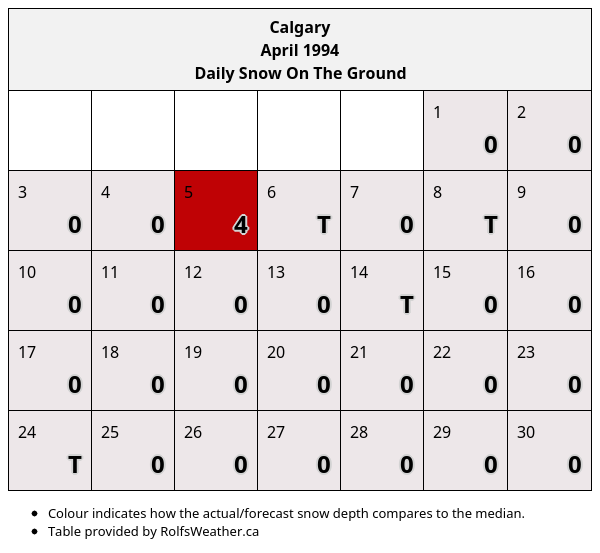 Calgary
April 1994
Daily Snow On The Ground
1 2
0 0
3 4 5 6 7 8 9
0 0 4 T 0 T 0
10 11 12 13 14 15 16
0 0 0 0 T 0 0
17 18 19 20 21 22 23
0 0 0 0 0 0 0
24 25 26 27 28 29 30
T 0 0 0 0 0 0
• Colour indicates how the actual/forecast snow depth compares to the median.
• Table provided by RolfsWeather.ca